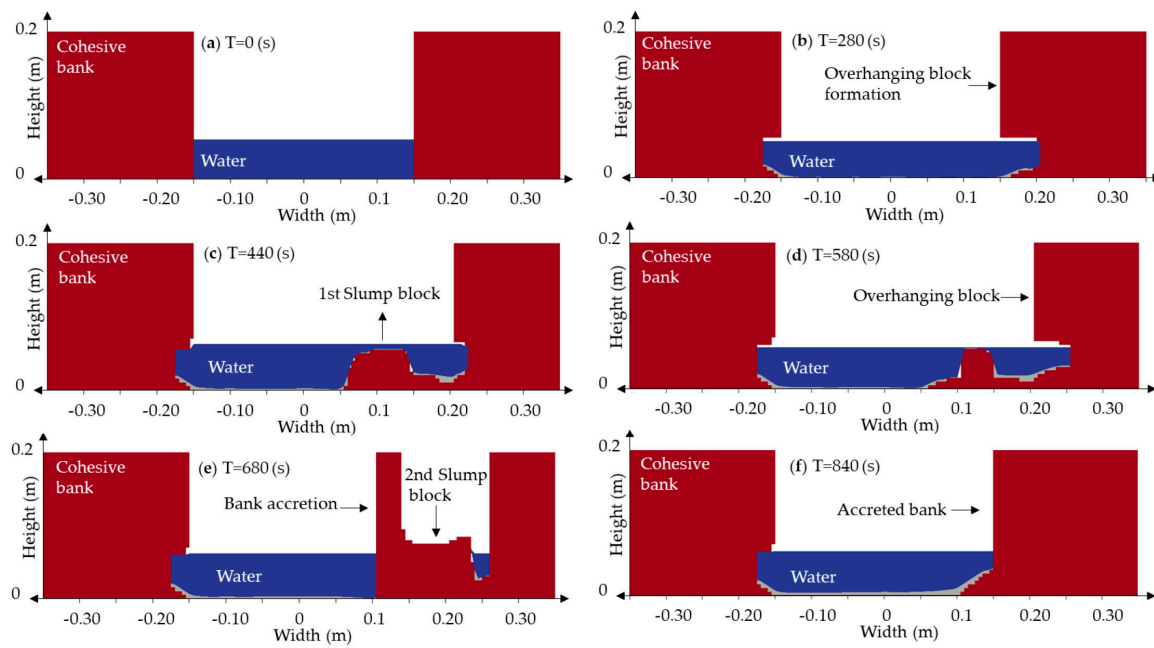 0.2
Cohesive
bank
(a) T=0 (s)
Height (m)
Water
0
-0.30 -0.20 -0.10 0 0.1 0.20 0.30
Width (m)
0.2
Cohesive
bank
(b) T=280 (s)
Overhanging block
formation
Height (m)
Water
0
-0.30 -0.20 -0.10 0 0.1 0.20 0.30
Width (m)
0.2
Cohesive
bank
(c) T=440 (s)
1st Slump block
Height (m)
Water
0
-0.30 -0.20 -0.10 0 0.1 0.20 0.30
Width (m)
0.2
Cohesive
bank
(d) T=580 (s)
Overhanging block
Height (m)
Water
0
-0.30 -0.20 -0.10 0 0.1 0.20 0.30
Width (m)
0.2
Cohesive
bank
(e) T=680 (s)
2nd Slump
block
Bank accretion
Height (m)
Water
0
-0.30 -0.20 -0.10 0 0.1 0.20 0.30
Width (m)
0.2
Cohesive
bank
(f) T=840 (s)
Accreted bank
Height (m)
Water
0
-0.30 -0.20 -0.10 0 0.1 0.20 0.30
Width (m)